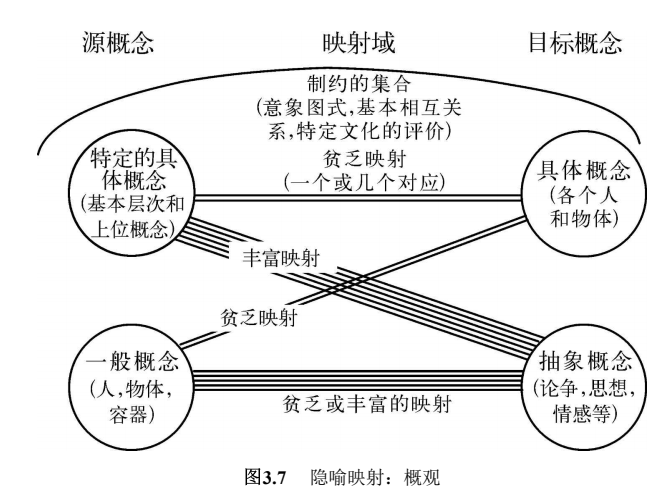 源概念 映射域 目标概念
制约的集合
(意象图式,基本相互关
系,特定文化的评价)
特定的具
体概念
(基本层次和
上位概念)
贫乏映射
(一个或几个对应)
具体概念
(各个人
和物体)
丰富映射
贫乏映射
一般概念
(人,物体,
容器)
贫乏或丰富的映射
抽象概念
(论争,思想,
情感等)
图3.7 隐喻映射：概观